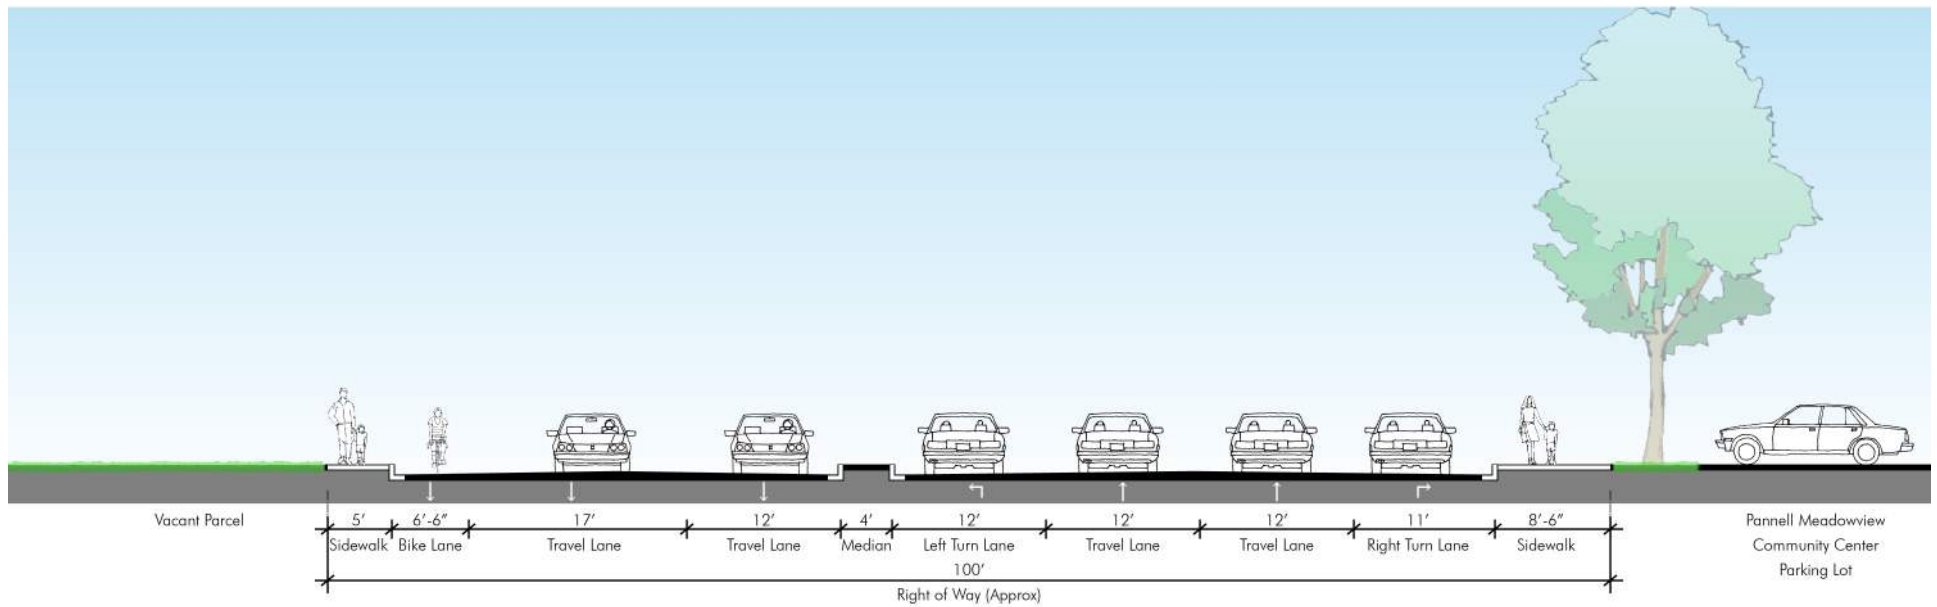 Vacant Parcel
5’ 6’-6” 17’ 12’ 4’ 12’ 12’ 12’ 11’ 8’-6”
Sidewalk Bike Lane Travel Lane Travel Lane Median Left Turn Lane Travel Lane Travel Lane Right Turn Lane Sidewalk
100’
Right of Way (Approx)
Pannell Meadowview
Community Center
Parking Lot